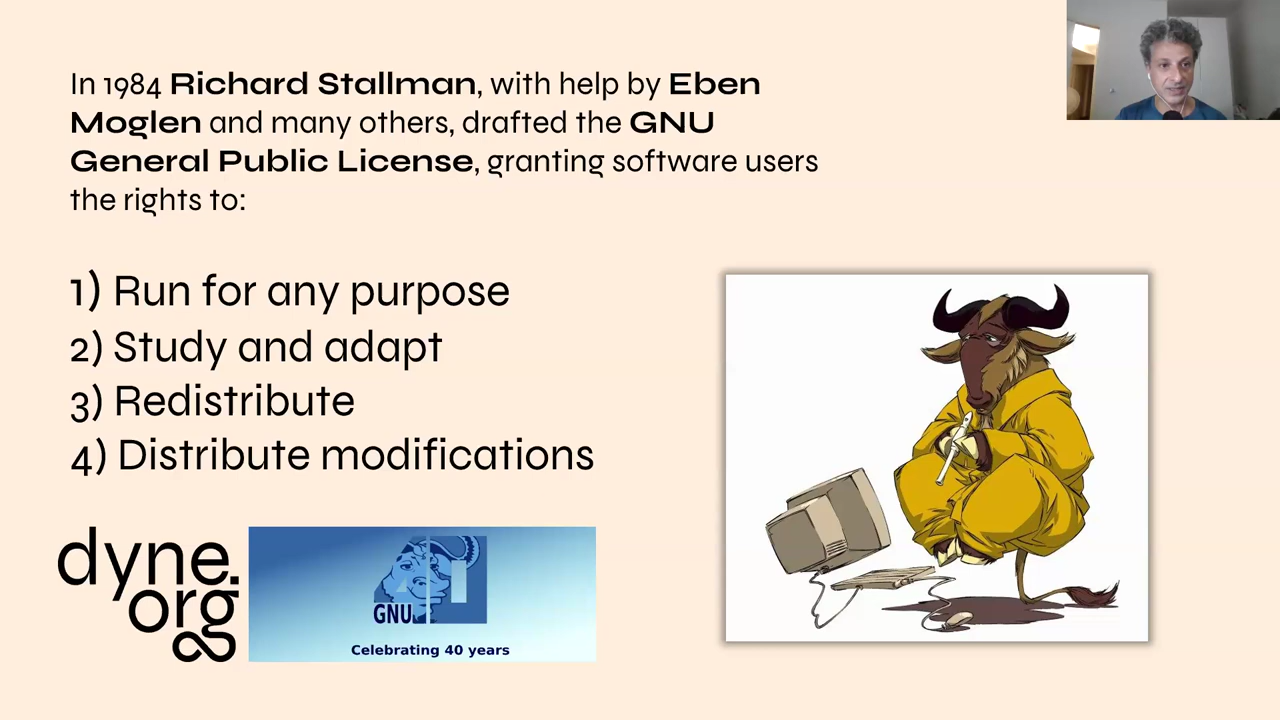 In 1984 Richard Stallman, with help by Eben
Moglen and many others, drafted the GNU
General Public License, granting software users
the rights to:
1) Run for any purpose
2) Study and adapt
3) Redistribute
4) Distribute modifications
dyne.
org
GNU
Celebrating 40 years